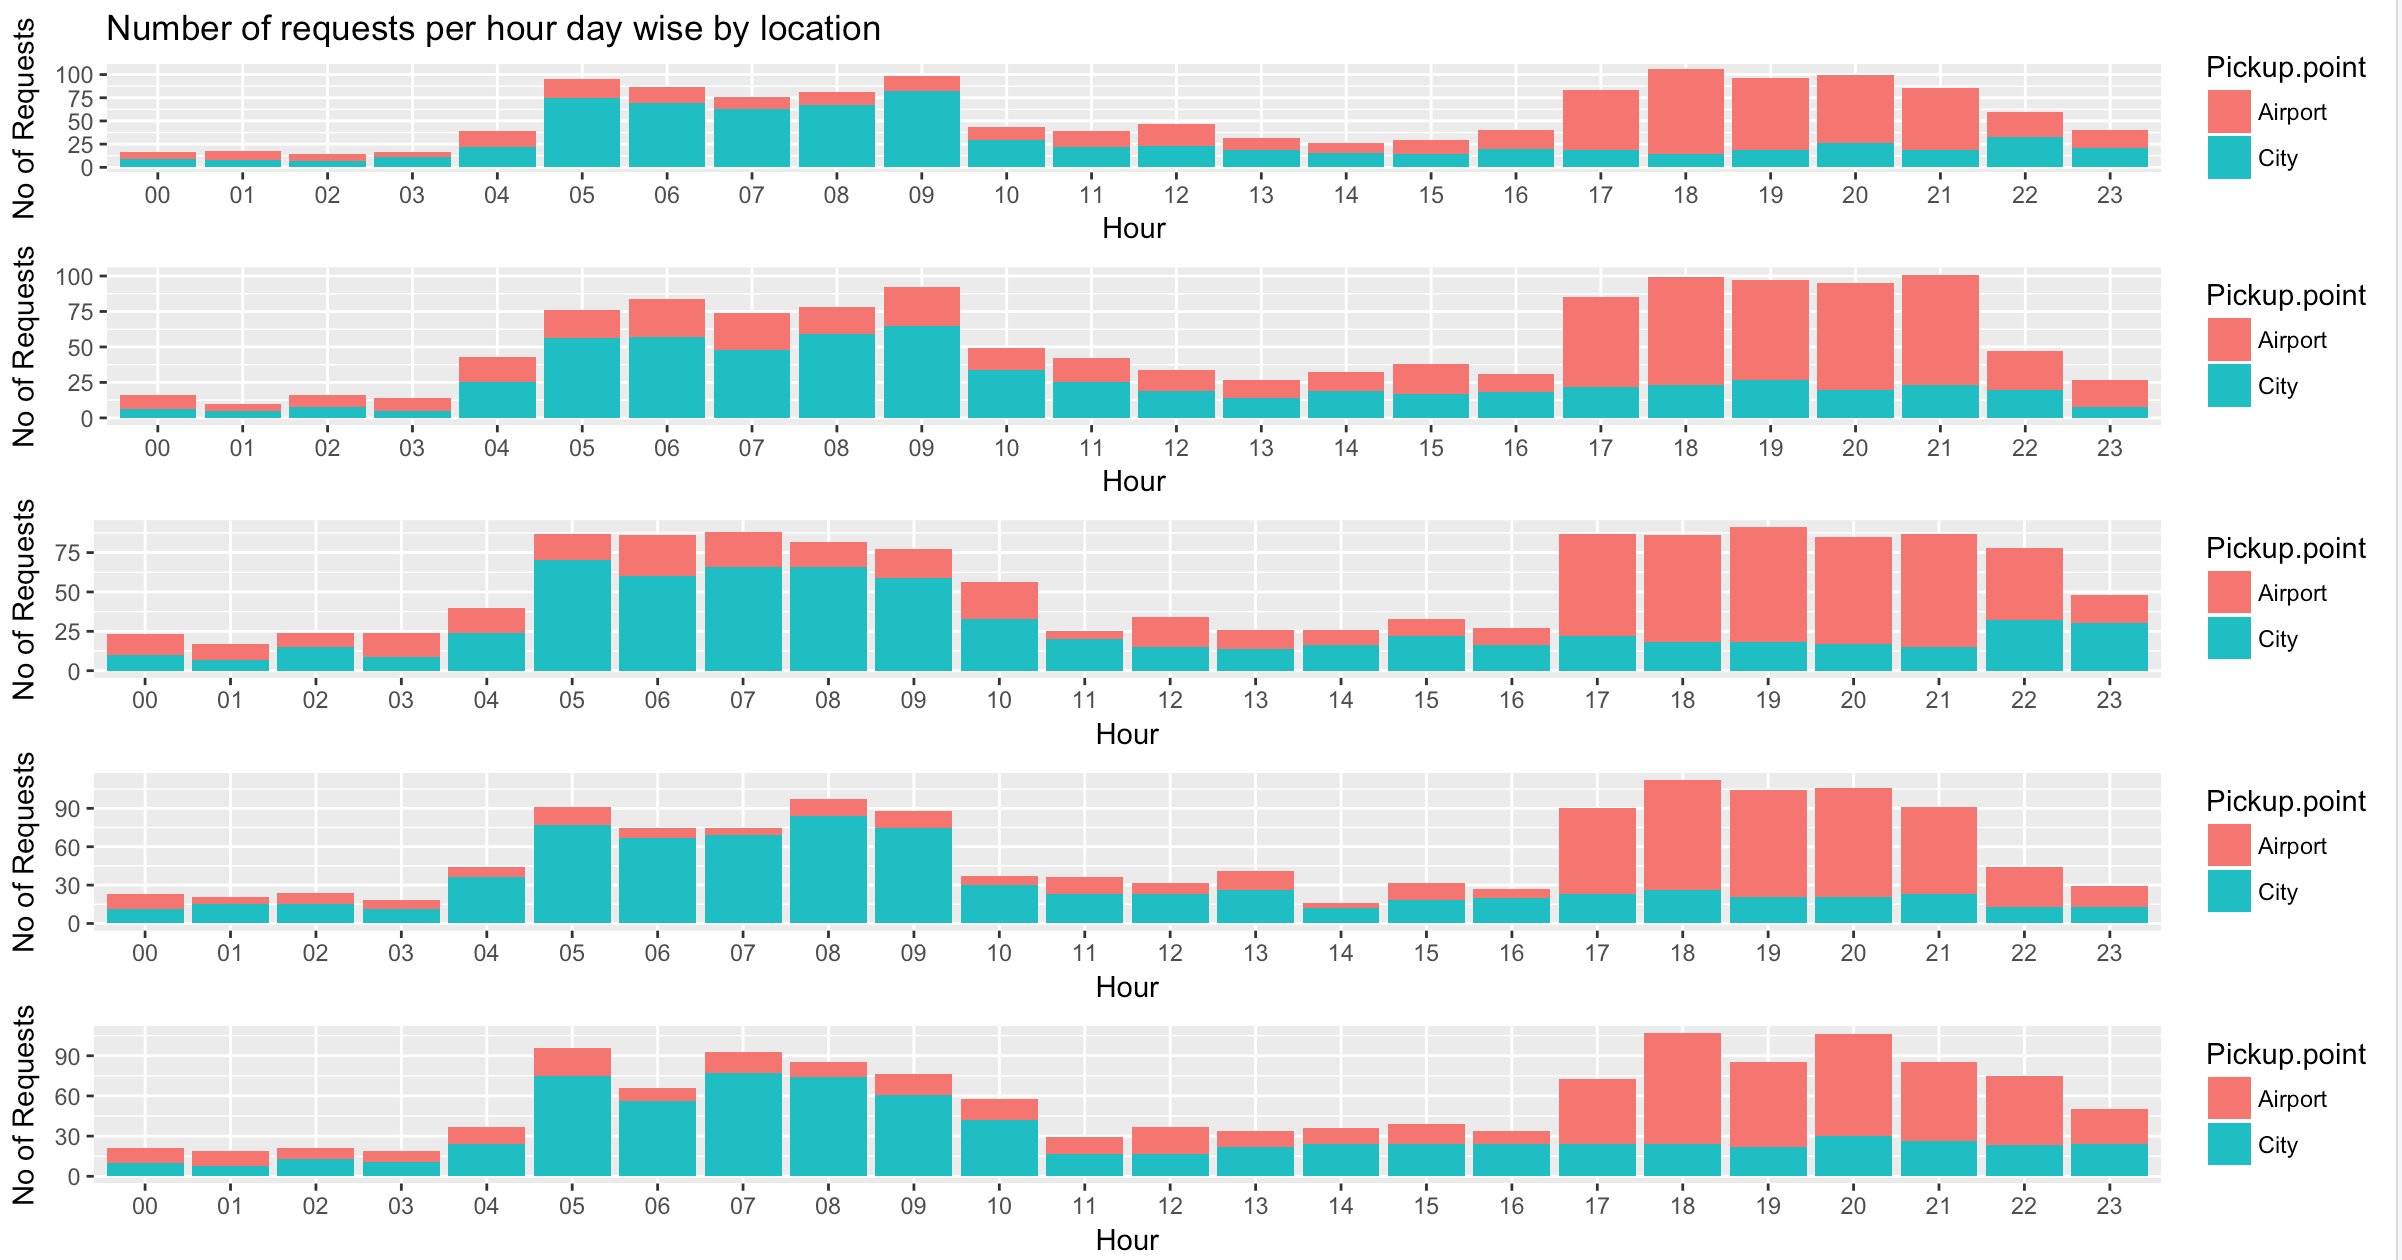 Number of requests per hour day wise by location
No of Requests
100
75
50
25
0
00 01 02 03 04 05 06 07 08 09 10 11 12 13 14 15 16 17 18 19 20 21 22 23
Hour
Pickup.point
Airport
City
No of Requests
100
75
50
25
0
00 01 02 03 04 05 06 07 08 09 10 11 12 13 14 15 16 17 18 19 20 21 22 23
Hour
Pickup.point
Airport
City
No of Requests
75
50
25
0
00 01 02 03 04 05 06 07 08 09 10 11 12 13 14 15 16 17 18 19 20 21 22 23
Hour
Pickup.point
Airport
City
No of Requests
90
60
30
0
00 01 02 03 04 05 06 07 08 09 10 11 12 13 14 15 16 17 18 19 20 21 22 23
Hour
Pickup.point
Airport
City
No of Requests
90
60
30
0
00 01 02 03 04 05 06 07 08 09 10 11 12 13 14 15 16 17 18 19 20 21 22 23
Hour
Pickup.point
Airport
City